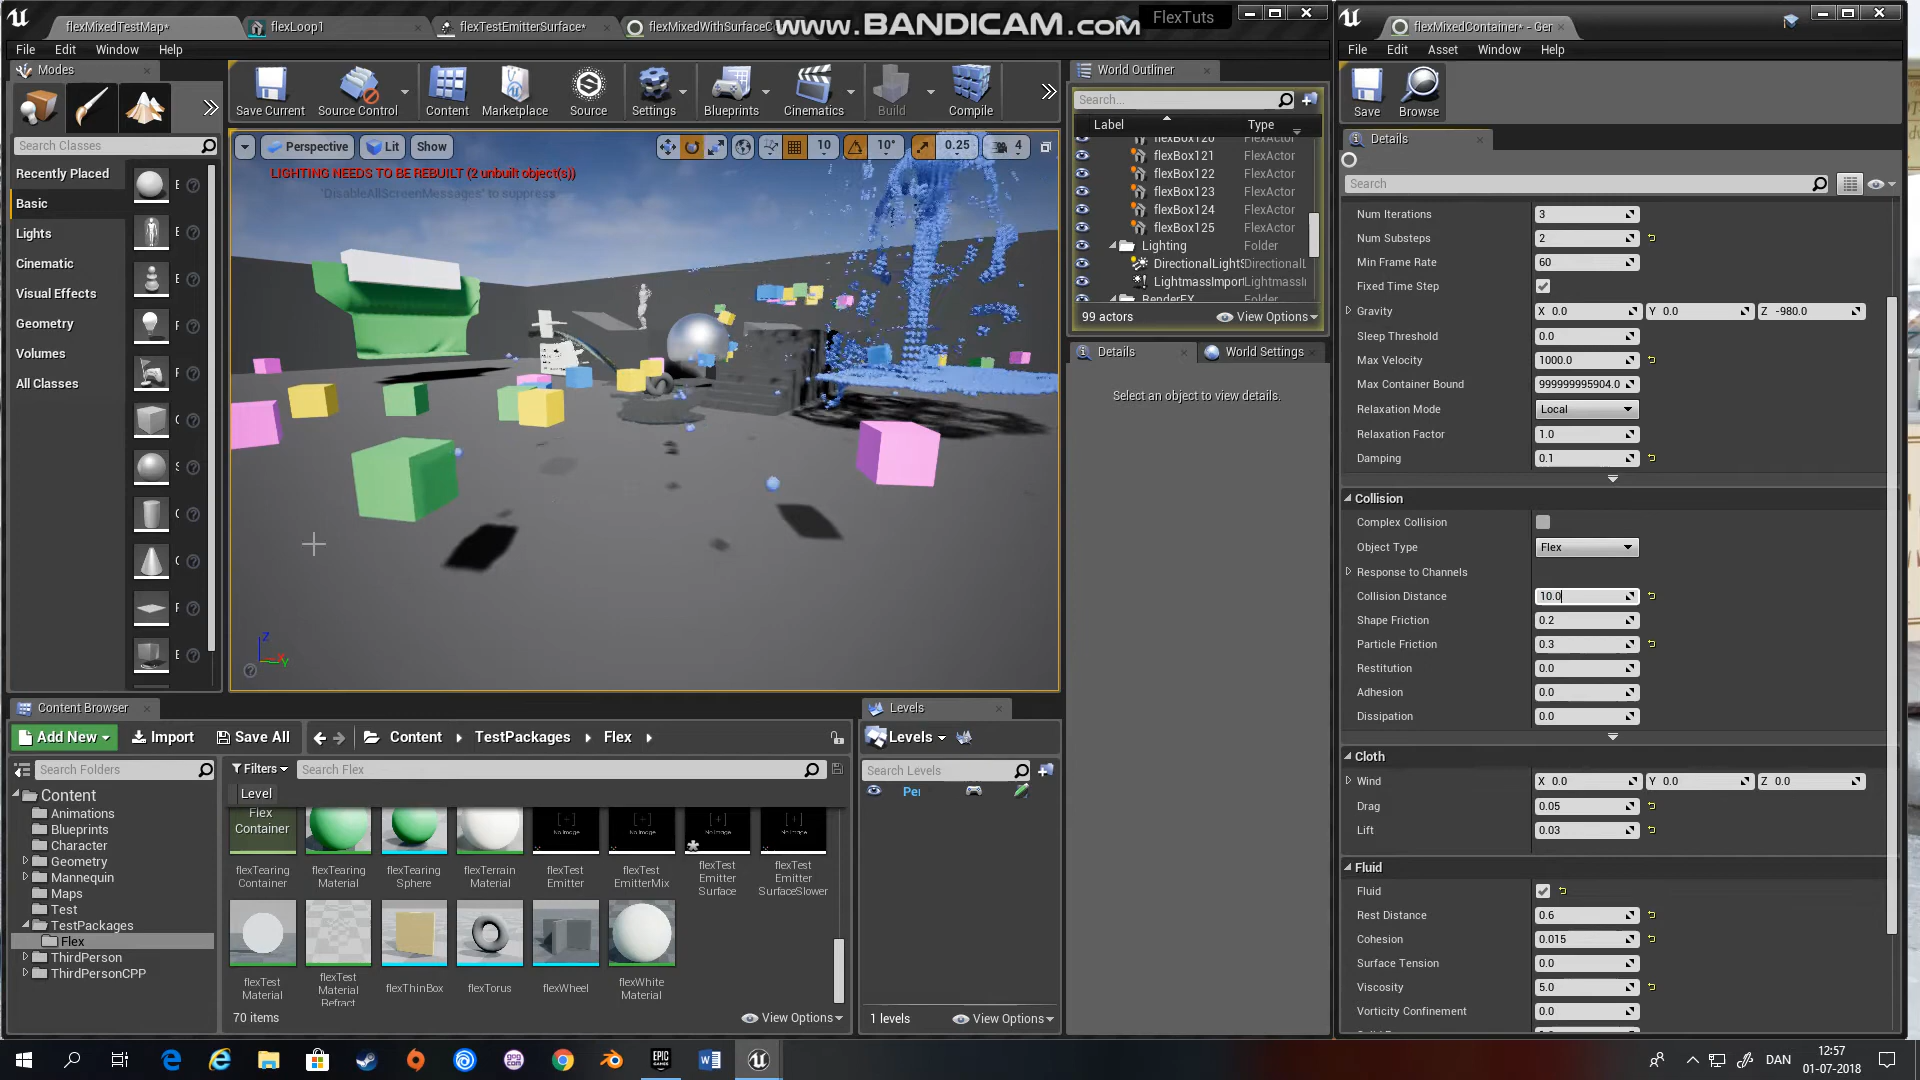 flexMixedTestMap*
flexLoop1
flexTestEmitterSurface*
flexMixedWithSurfaceC
www.BANDICAM.com
FlexTuts
flexMixedContainer* - Ger
File Edit Window Help
File Edit Asset Window Help
Modes
Search Classes
Recently Placed
Basic
Lights
Cinematic
Visual Effects
Geometry
Volumes
All Classes
Save Current
Source Control
Content
Marketplace
Source
Settings
Blueprints
Cinematics
Build
Compile
Perspective
Lit
Show
10
10°
0.25
4
LIGHTING NEEDS TO BE REBUILT (2 unbuilt object(s))
'DisableAllScreenMessages' to suppress
World Outliner
Search...
Label Type
flexBox120 FlexActor
flexBox121 FlexActor
flexBox122 FlexActor
flexBox123 FlexActor
flexBox124 FlexActor
flexBox125 FlexActor
Lighting Folder
DirectionalLightS DirectionalL
LightmassImport LightmassIr
RenderFX Folder
99 actors
View Options
Details
World Settings
Select an object to view details.
Save
Browse
Details
Search
Num Iterations 3
Num Substeps 2
Min Frame Rate 60
Fixed Time Step
Gravity X 0.0 Y 0.0 Z -980.0
Sleep Threshold 0.0
Max Velocity 1000.0
Max Container Bound 999999995904.0
Relaxation Mode Local
Relaxation Factor 1.0
Damping 0.1
Collision
Complex Collision
Object Type Flex
Response to Channels
Collision Distance 10.0
Shape Friction 0.2
Particle Friction 0.3
Restitution 0.0
Adhesion 0.0
Dissipation 0.0
Cloth
Wind X 0.0 Y 0.0 Z 0.0
Drag 0.05
Lift 0.03
Fluid
Fluid
Rest Distance 0.6
Cohesion 0.015
Surface Tension 0.0
Viscosity 5.0
Vorticity Confinement 0.0
Content Browser
Add New
Import
Save All
Content
TestPackages
Flex
Search Folders
Filters
Search Flex
Level
Content
Animations
Blueprints
Character
Geometry
Mannequin
Maps
Test
TestPackages
Flex
ThirdPerson
ThirdPersonCPP
Flex
Container
No Image
No Image
No Image
No Image
flexTearing
Container
flexTearing
Material
flexTearing
Sphere
flexTerrain
Material
flexTest
Emitter
flexTest
EmitterMix
flexTest
Emitter
Surface
flexTest
Emitter
SurfaceSlower
flexTest
Material
flexTest
Material
Refract
flexThinBox
flexTorus
flexWheel
flexWhite
Material
70 items
View Options
Levels
Levels
Search Levels
Per
1 levels
View Options
EPIC
GAMES
gog
com
DAN
12:57
01-07-2018